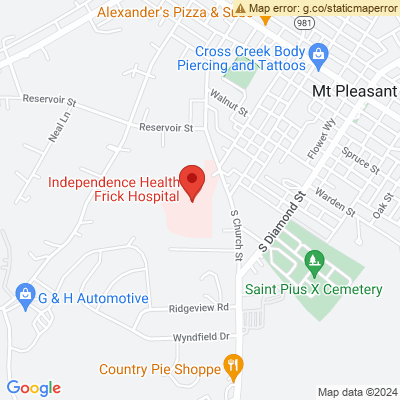 Map error: g.co/staticmaperror
Alexander's Pizza & Subs
981
Cross Creek Body
Piercing and Tattoos
Mt Pleasant
Walnut St
Reservoir St
Neal Ln
Reservoir St
Flower Wy
Spruce St
Independence Health
Frick Hospital
Warden St
Oak St
S Church St
S Diamond St
Saint Pius X Cemetery
G & H Automotive
Ridgeview Rd
Wyndfield Dr
Country Pie Shoppe
Google
Map data ©2024